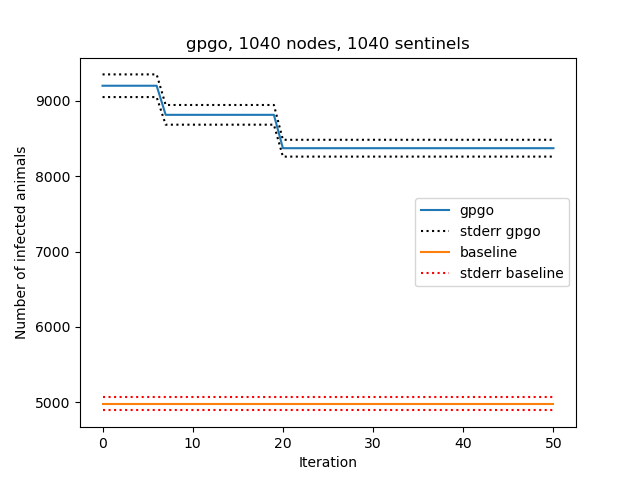 gpgo, 1040 nodes, 1040 sentinels
Number of infected animals
9000
8000
7000
6000
5000
gpgo
stderr gpgo
baseline
stderr baseline
0 10 20 30 40 50
Iteration